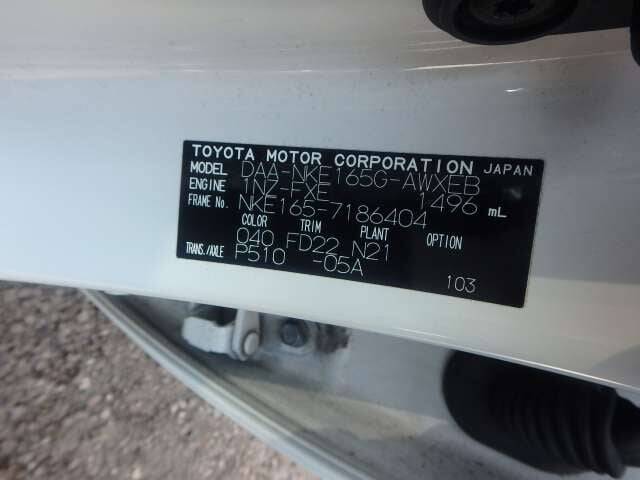 TOYOTA MOTOR CORPORATION JAPAN
MODEL DAA-NKE165G-AWXEB
ENGINE 1NZ-FXE 1496 mL
FRAME No. NKE165-7186404
COLOR TRIM PLANT OPTION
040 FD22 N21
TRANS./AXLE P510 -05A
103